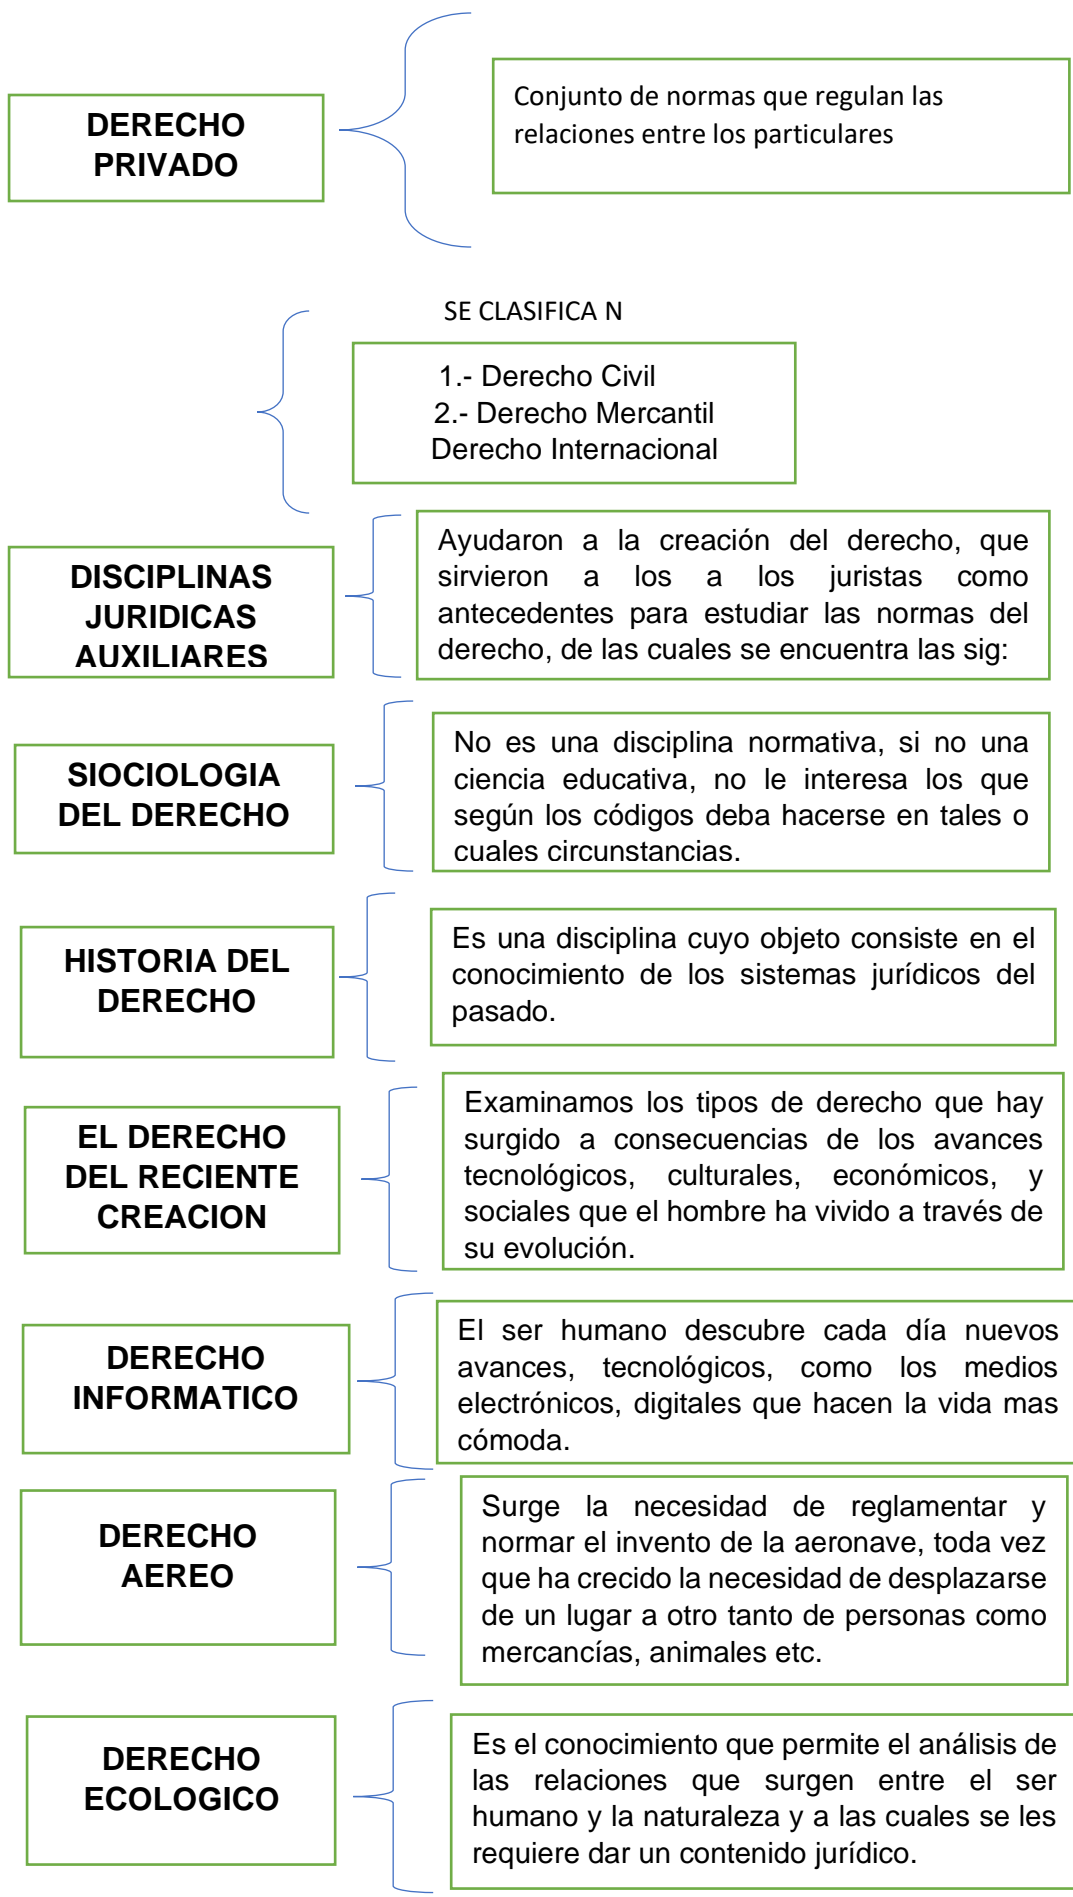 DERECHO
PRIVADO
Conjunto de normas que regulan las
relaciones entre los particulares
SE CLASIFICA N
1.- Derecho Civil
2.- Derecho Mercantil
Derecho Internacional
DISCIPLINAS
JURIDICAS
AUXILIARES
Ayudaron a la creación del derecho, que
sirvieron a los a los juristas como
antecedentes para estudiar las normas del
derecho, de las cuales se encuentra las sig:
SIOCIOLOGIA
DEL DERECHO
No es una disciplina normativa, si no una
ciencia educativa, no le interesa los que
según los códigos deba hacerse en tales o
cuales circunstancias.
HISTORIA DEL
DERECHO
Es una disciplina cuyo objeto consiste en el
conocimiento de los sistemas jurídicos del
pasado.
EL DERECHO
DEL RECIENTE
CREACION
Examinamos los tipos de derecho que hay
surgido a consecuencias de los avances
tecnológicos, culturales, económicos, y
sociales que el hombre ha vivido a través de
su evolución.
DERECHO
INFORMATICO
El ser humano descubre cada día nuevos
avances, tecnológicos, como los medios
electrónicos, digitales que hacen la vida mas
cómoda.
DERECHO
AEREO
Surge la necesidad de reglamentar y
normar el invento de la aeronave, toda vez
que ha crecido la necesidad de desplazarse
de un lugar a otro tanto de personas como
mercancías, animales etc.
DERECHO
ECOLOGICO
Es el conocimiento que permite el análisis de
las relaciones que surgen entre el ser
humano y la naturaleza y a las cuales se les
requiere dar un contenido jurídico.